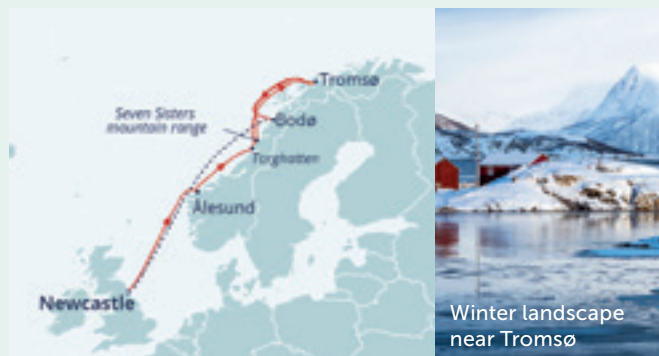 Tromsø
Seven Sisters
mountain range
Bodø
Torghatten
Ålesund
Newcastle
Winter landscape
near Tromsø